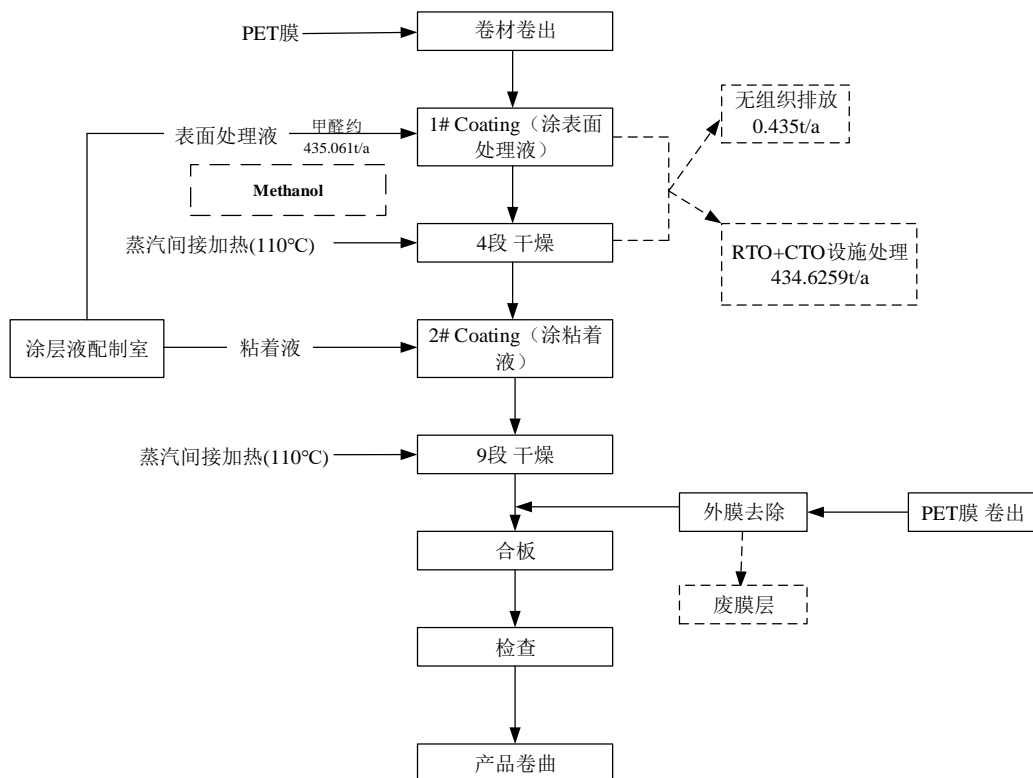 PET膜
卷材卷出
无组织排放
0.435t/a
表面处理液
甲醛约
435.061t/a
1# Coating（涂表面
处理液）
Methanol
蒸汽间接加热(110℃)
4段 干燥
RTO+CTO设施处理
434.6259t/a
涂层液配制室
粘着液
2# Coating（涂粘着
液）
蒸汽间接加热(110℃)
9段 干燥
外膜去除
PET膜 卷出
合板
废膜层
检查
产品卷曲